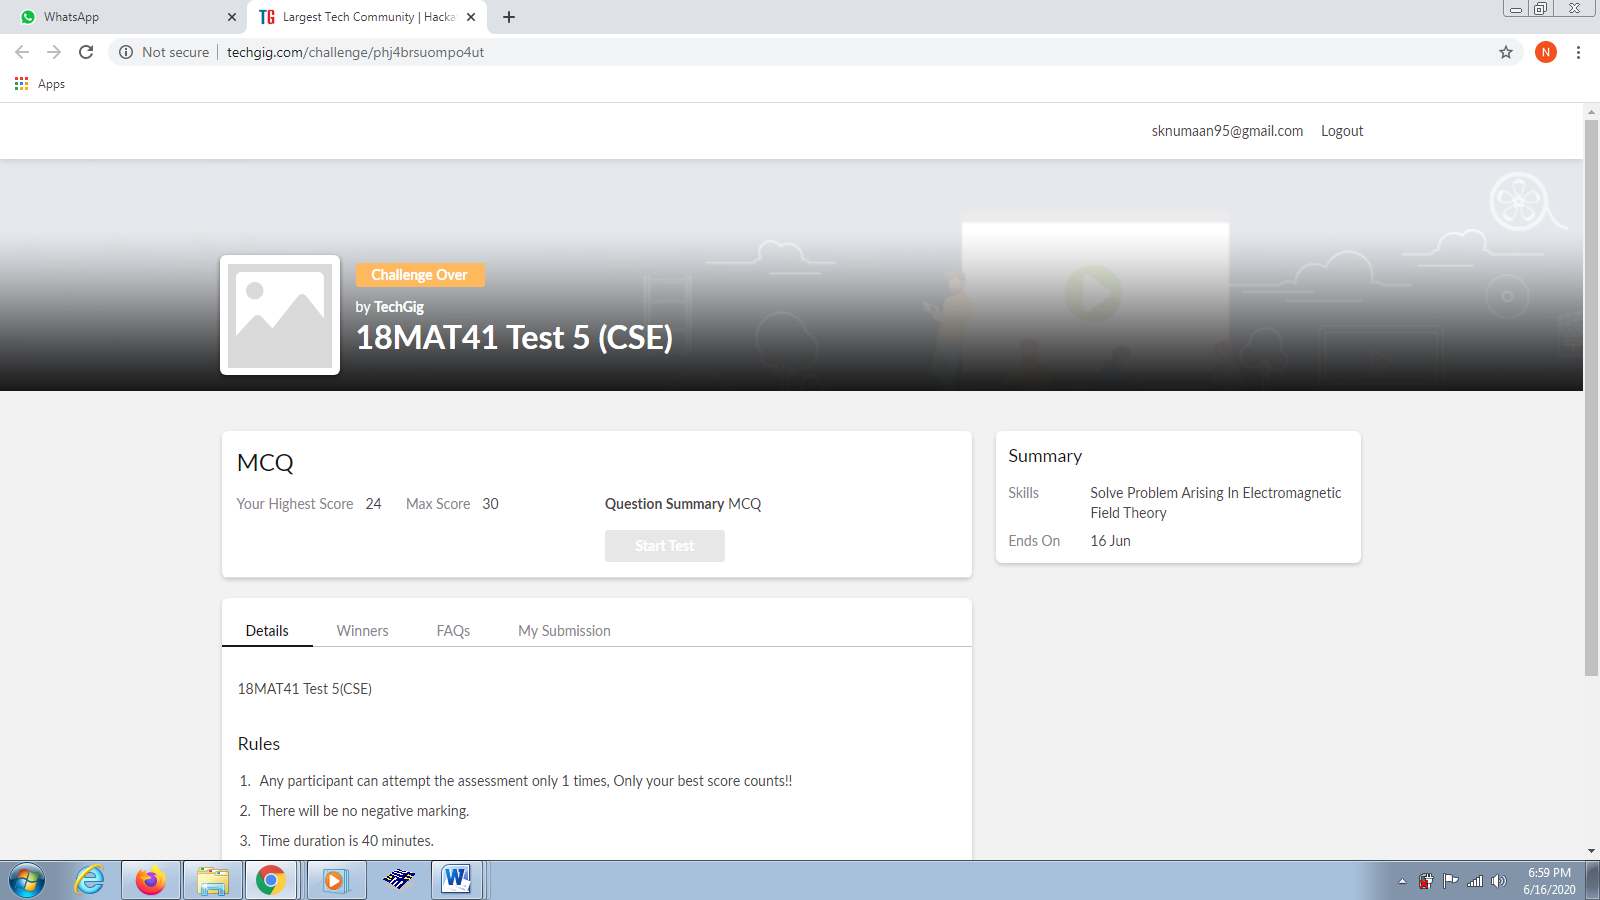 WhatsApp
TG Largest Tech Community | Hacka
Not secure techgig.com/challenge/phj4brsuompo4ut
N
Apps
sknumaan95@gmail.com Logout
Challenge Over
by TechGig
18MAT41 Test 5 (CSE)
MCQ
Your Highest Score 24 Max Score 30 Question Summary MCQ
Start Test
Summary
Skills Solve Problem Arising In Electromagnetic
Field Theory
Ends On 16 Jun
Details Winners FAQs My Submission
18MAT41 Test 5(CSE)
Rules
1. Any participant can attempt the assessment only 1 times, Only your best score counts!!
2. There will be no negative marking.
3. Time duration is 40 minutes.
W
6:59 PM
6/16/2020